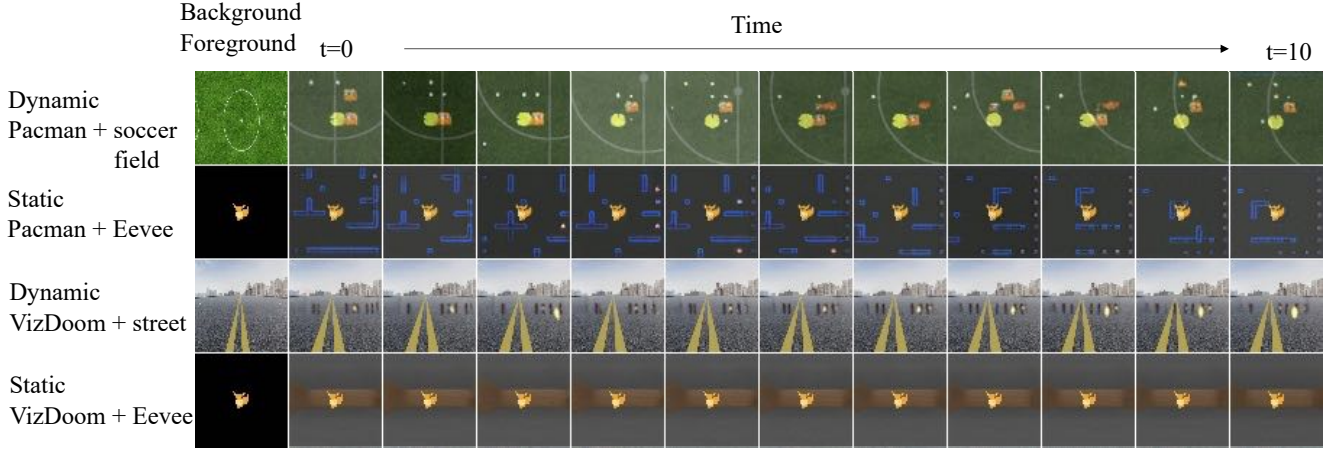 Background
Foreground
t=0
Time
t=10
Dynamic
Pacman + soccer
field
Static
Pacman + Eevee
Dynamic
VizDoom + street
Static
VizDoom + Eevee